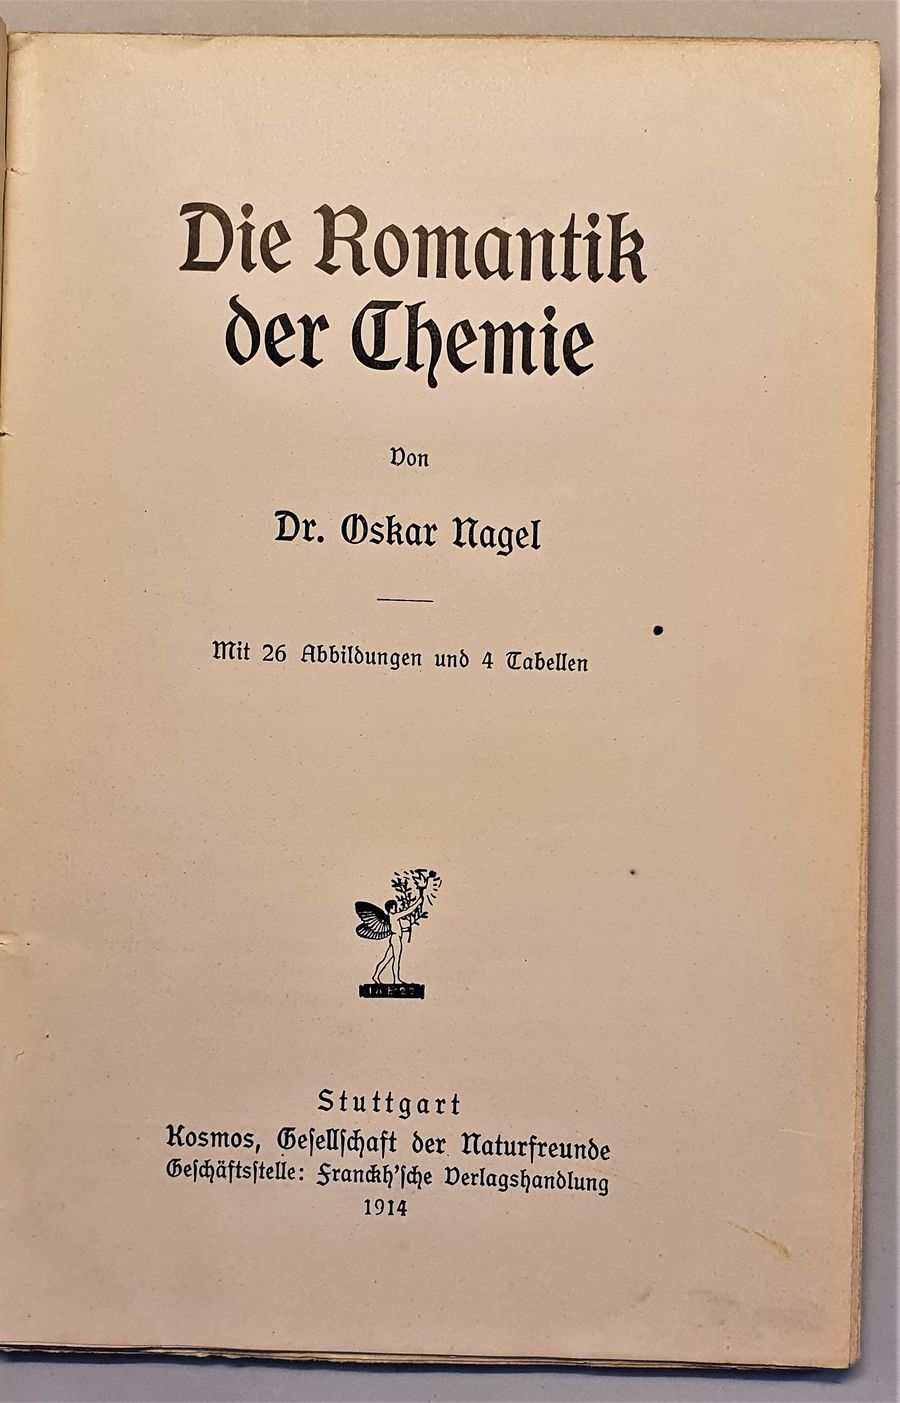 Die Romantik
der Chemie
Von
Dr. Oskar Nagel
Mit 26 Abbildungen und 4 Tabellen
Stuttgart
Kosmos, Geſellſchaft der Naturfreunde
Geſchäftsſtelle: Franckh'ſche Verlagshandlung
1914